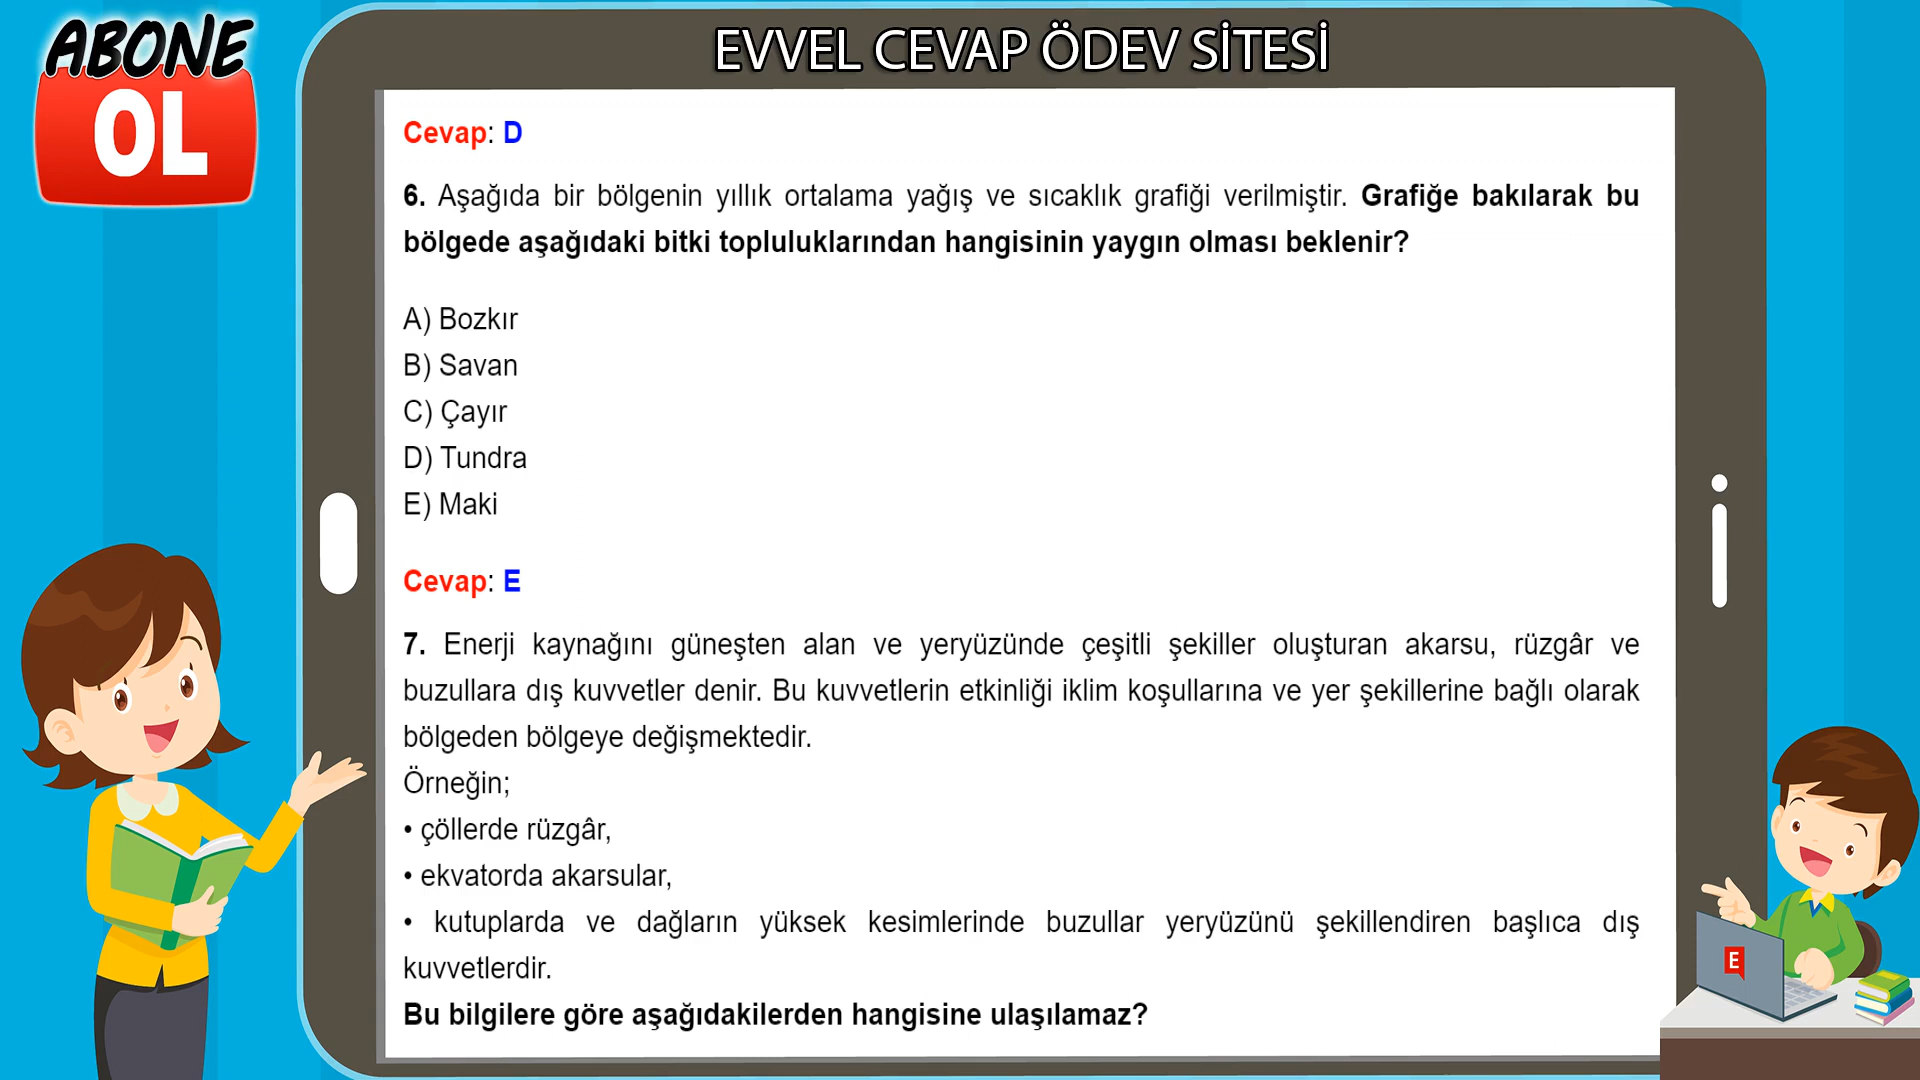 ABONE
OL
EVVEL CEVAP ÖDEV SİTESİ
Cevap: D
6. Aşağıda bir bölgenin yıllık ortalama yağış ve sıcaklık grafiği verilmiştir. Grafiğe bakılarak bu
bölgede aşağıdaki bitki topluluklarından hangisinin yaygın olması beklenir?
A) Bozkır
B) Savan
C) Çayır
D) Tundra
E) Maki
Cevap: E
7. Enerji kaynağını güneşten alan ve yeryüzünde çeşitli şekiller oluşturan akarsu, rüzgâr ve
buzullara dış kuvvetler denir. Bu kuvvetlerin etkinliği iklim koşullarına ve yer şekillerine bağlı olarak
bölgeden bölgeye değişmektedir.
Örneğin;
• çöllerde rüzgâr,
• ekvatorda akarsular,
• kutuplarda ve dağların yüksek kesimlerinde buzullar yeryüzünü şekillendiren başlıca dış
kuvvetlerdir.
Bu bilgilere göre aşağıdakilerden hangisine ulaşılamaz?
E